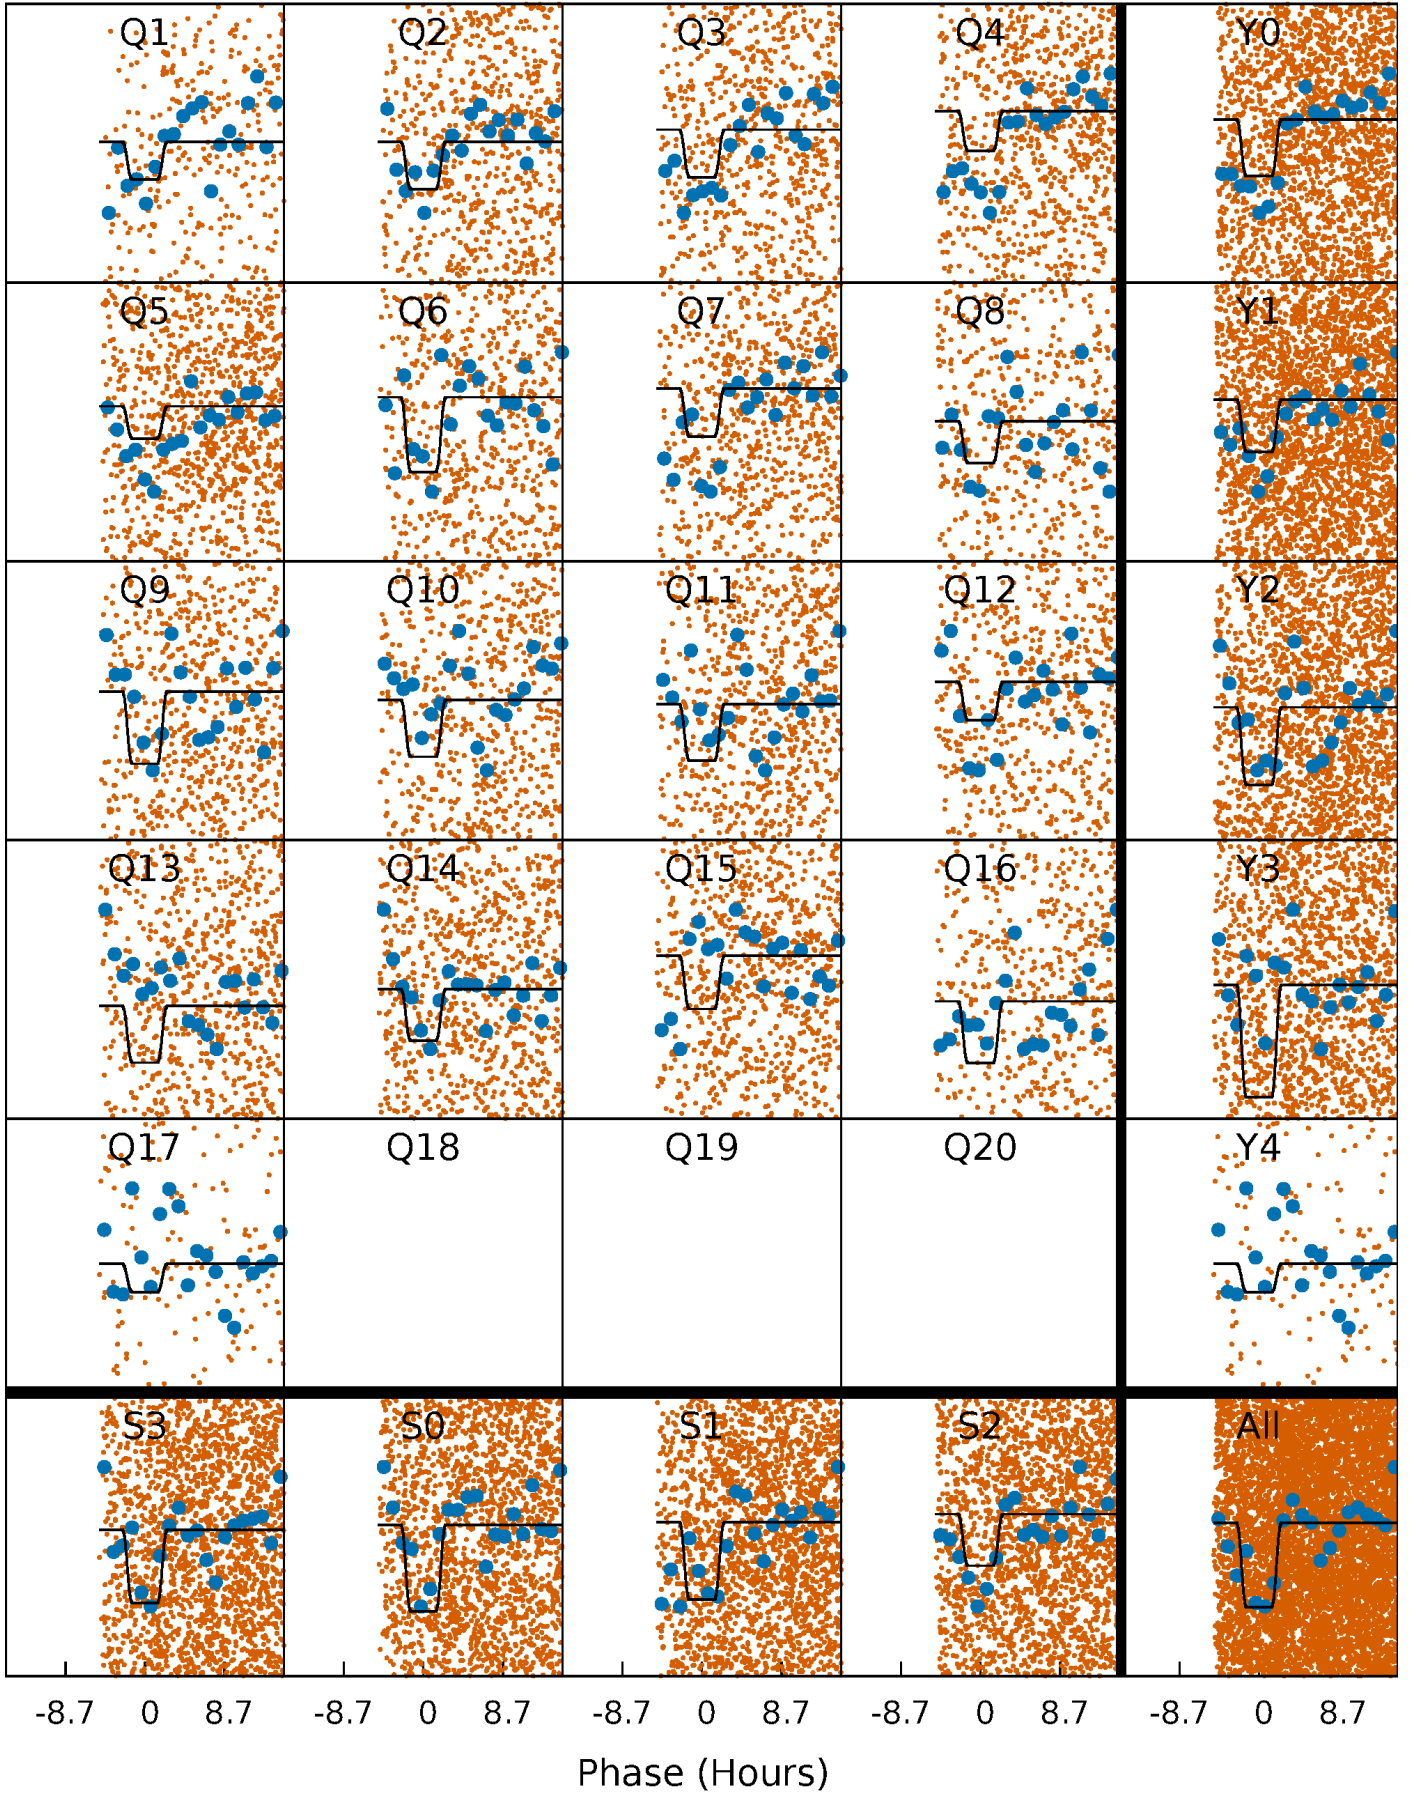 Q1 Q2 Q3 Q4 Y0
Q5 Q6 Q7 Q8 Y1
Q9 Q10 Q11 Q12 Y2
Q13 Q14 Q15 Q16 Y3
Q17 Q18 Q19 Q20 Y4
S3 S0 S1 S2 All
-8.7 0 8.7 -8.7 0 8.7 -8.7 0 8.7 -8.7 0 8.7 -8.7 0 8.7
Phase (Hours)